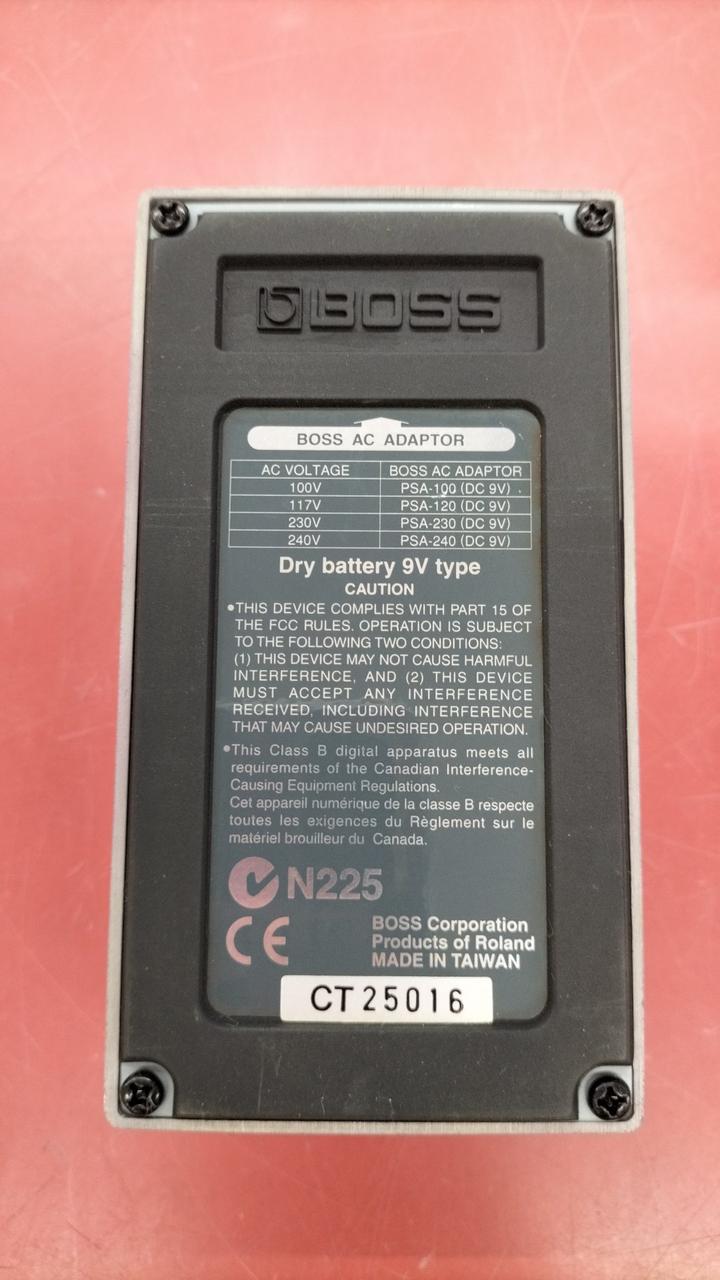 BOSS
BOSS AC ADAPTOR
AC VOLTAGE BOSS AC ADAPTOR
100V PSA-100 (DC 9V)
117V PSA-120 (DC 9V)
230V PSA-230 (DC 9V)
240V PSA-240 (DC 9V)
Dry battery 9V type
CAUTION
•THIS DEVICE COMPLIES WITH PART 15 OF
THE FCC RULES. OPERATION IS SUBJECT
TO THE FOLLOWING TWO CONDITIONS:
(1) THIS DEVICE MAY NOT CAUSE HARMFUL
INTERFERENCE, AND (2) THIS DEVICE
MUST ACCEPT ANY INTERFERENCE
RECEIVED, INCLUDING INTERFERENCE
THAT MAY CAUSE UNDESIRED OPERATION.
•This Class B digital apparatus meets all
requirements of the Canadian Interference-
Causing Equipment Regulations.
Cet appareil numérique de la classe B respecte
toutes les exigences du Règlement sur le
matériel brouilleur du Canada.
N225
CE
BOSS Corporation
Products of Roland
MADE IN TAIWAN
CT25016